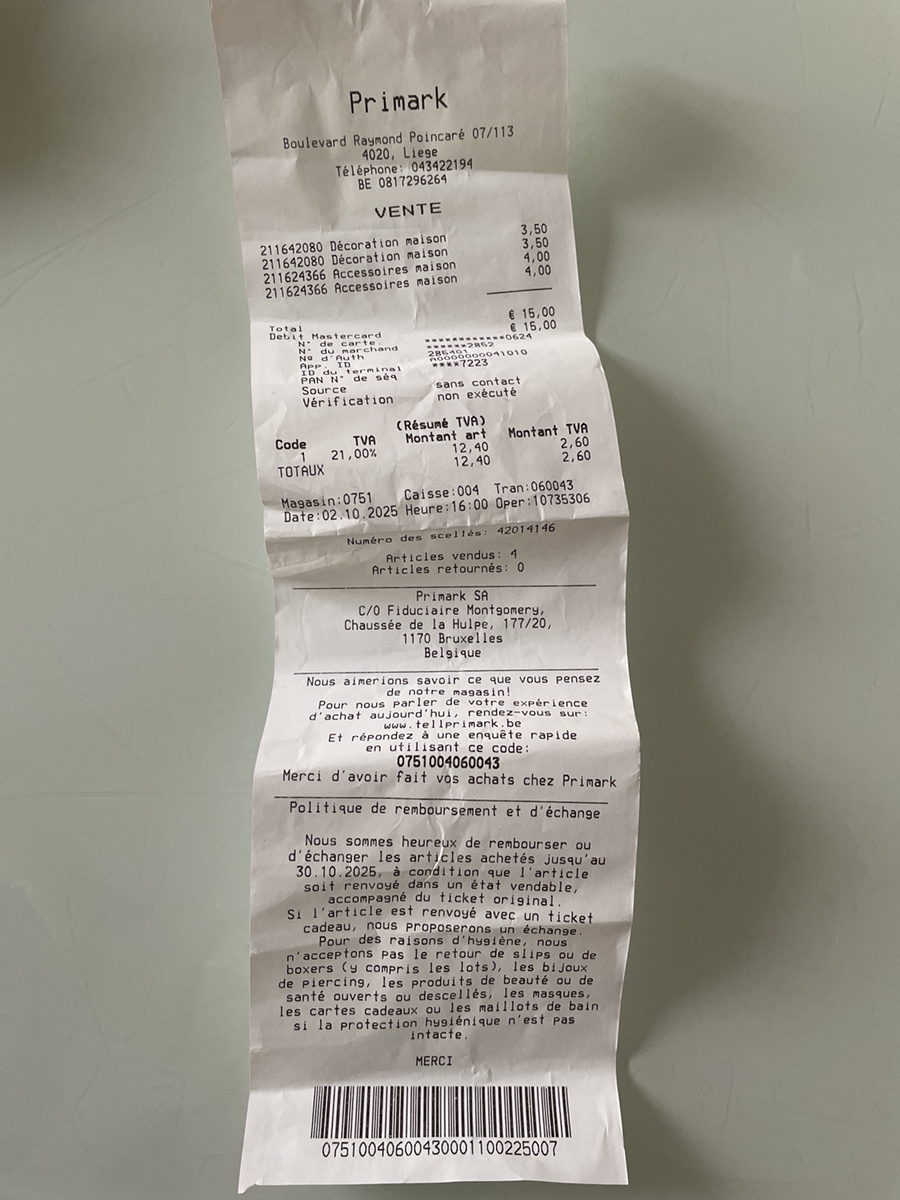 Primark
Boulevard Raymond Poincaré 07/113
4020, Liege
Téléphone: 043422194
BE 0817296264
VENTE
211642080 Décoration maison 3,50
211642080 Décoration maison 3,50
211624366 Accessoires maison 4,00
211624366 Accessoires maison 4,00
Total € 15,00
Debit Mastercard € 15,00
N° de carte. ************0624
N° du marchand ******2852
Nº d'Auth 285401
App. ID A0000000041010
ID du terminal ****7223
PAN N° de séq
Source sans contact
Vérification non exécuté
(Résumé TVA)
Code TVA Montant art Montant TVA
1 21,00% 12,40 2,60
TOTAUX 12,40 2,60
Magasin:0751 Caisse:004 Tran:060043
Date:02.10.2025 Heure:16:00 Oper:10735306
Numéro des scellés: 42014146
Articles vendus: 4
Articles retournés: 0
Primark SA
C/O Fiduciaire Montgomery,
Chaussée de la Hulpe, 177/20,
1170 Bruxelles
Belgique
Nous aimerions savoir ce que vous pensez
de notre magasin!
Pour nous parler de votre expérience
d'achat aujourd'hui, rendez-vous sur:
www.tellprimark.be
Et répondez à une enquête rapide
en utilisant ce code:
0751004060043
Merci d'avoir fait vos achats chez Primark
Politique de remboursement et d'échange
Nous sommes heureux de rembourser ou
d'échanger les articles achetés jusqu'au
30.10.2025, à condition que l'article
soit renvoyé dans un état vendable,
accompagné du ticket original.
Si l'article est renvoyé avec un ticket
cadeau, nous proposerons un échange.
Pour des raisons d'hygiène, nous
n'acceptons pas le retour de slips ou de
boxers (y compris les lots), les bijoux
de piercing, les produits de beauté ou de
santé ouverts ou descellés, les masques,
les cartes cadeaux ou les maillots de bain
si la protection hygiénique n'est pas
intacte.
MERCI
075100406004300011002​25007